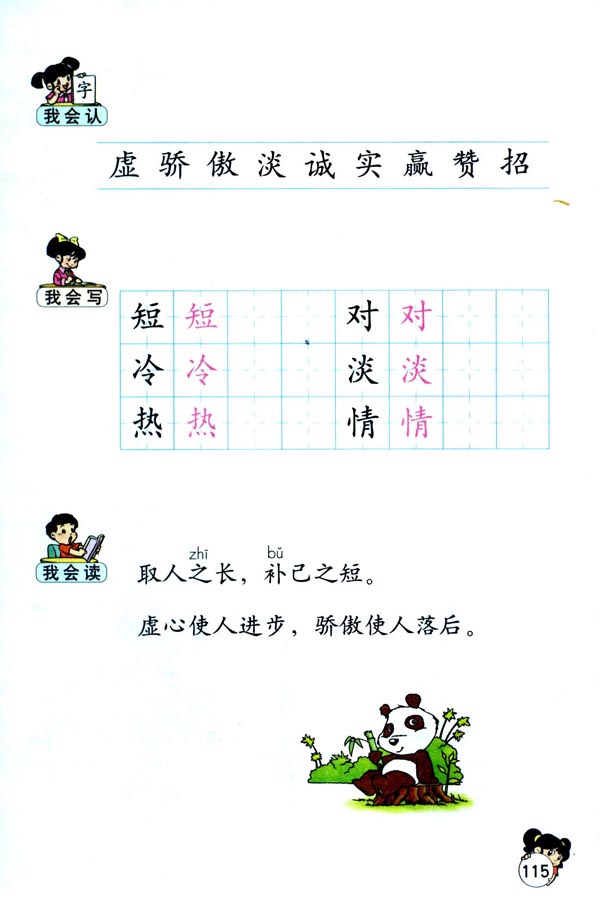 字
我会认
虚骄傲淡诚实赢赞招
我会写
短短 对对
冷冷 淡淡
热热 情情
我会读
zhī bǔ
取人之长，补己之短。
虚心使人进步，骄傲使人落后。
115